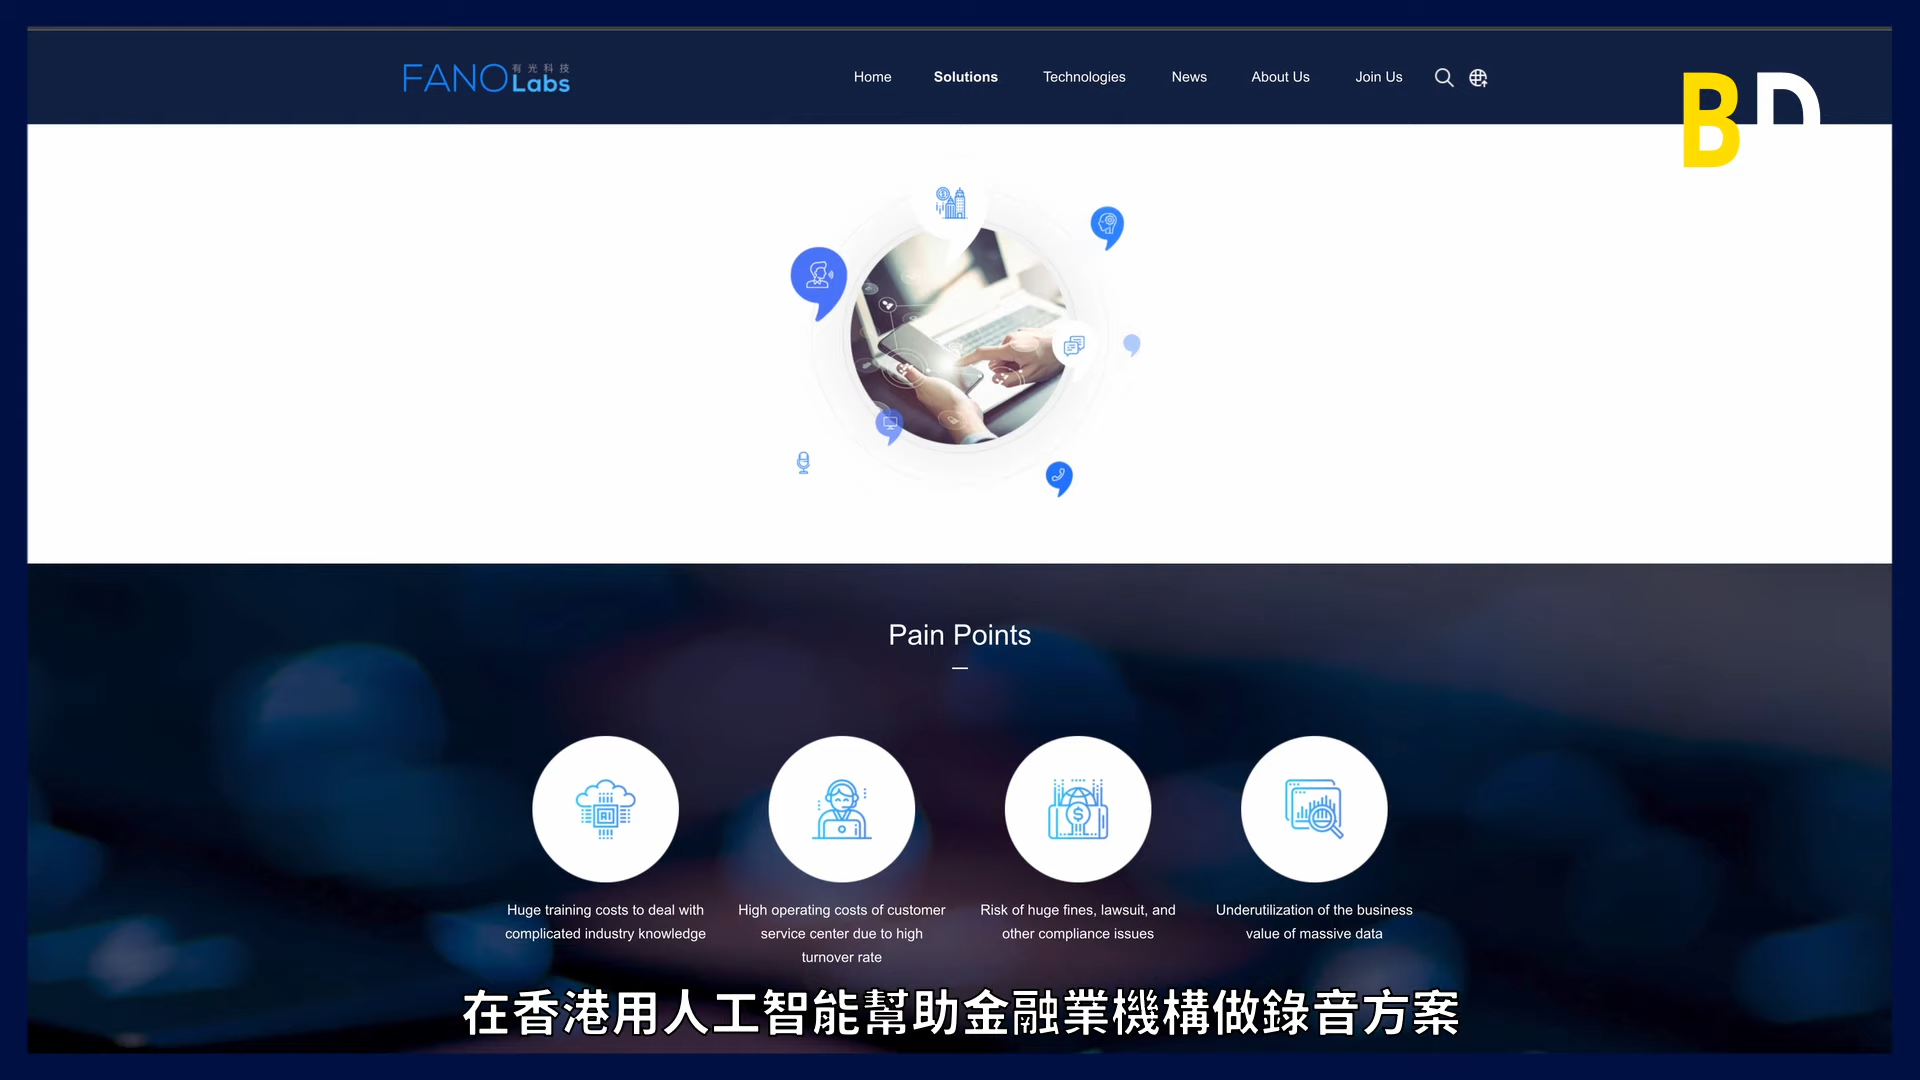 FANO Labs 有光科技
Home Solutions Technologies News About Us Join Us
BD
Pain Points
AI
Huge training costs to deal with
complicated industry knowledge
High operating costs of customer
service center due to high
turnover rate
Risk of huge fines, lawsuit, and
other compliance issues
Underutilization of the business
value of massive data
在香港用人工智能幫助金融業機構做錄音方案